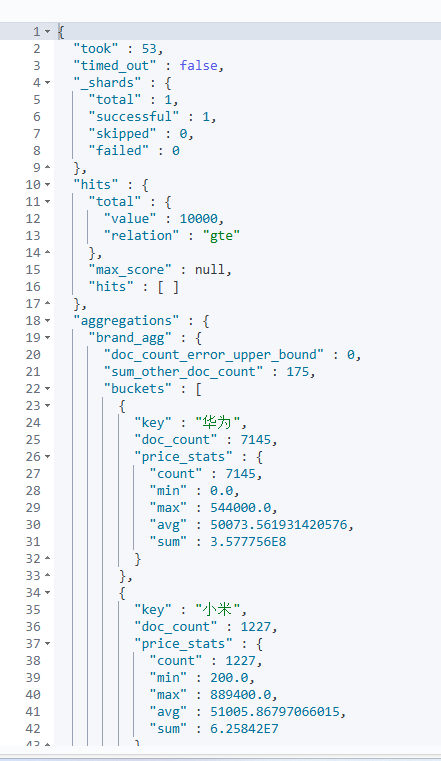 1 {
2 "took" : 53,
3 "timed_out" : false,
4 "_shards" : {
5 "total" : 1,
6 "successful" : 1,
7 "skipped" : 0,
8 "failed" : 0
9 },
10 "hits" : {
11 "total" : {
12 "value" : 10000,
13 "relation" : "gte"
14 },
15 "max_score" : null,
16 "hits" : [ ]
17 },
18 "aggregations" : {
19 "brand_agg" : {
20 "doc_count_error_upper_bound" : 0,
21 "sum_other_doc_count" : 175,
22 "buckets" : [
23 {
24 "key" : "华为",
25 "doc_count" : 7145,
26 "price_stats" : {
27 "count" : 7145,
28 "min" : 0.0,
29 "max" : 544000.0,
30 "avg" : 50073.561931420576,
31 "sum" : 3.577756E8
32 }
33 },
34 {
35 "key" : "小米",
36 "doc_count" : 1227,
37 "price_stats" : {
38 "count" : 1227,
39 "min" : 200.0,
40 "max" : 889400.0,
41 "avg" : 51005.86797066015,
42 "sum" : 6.25842E7
43 }